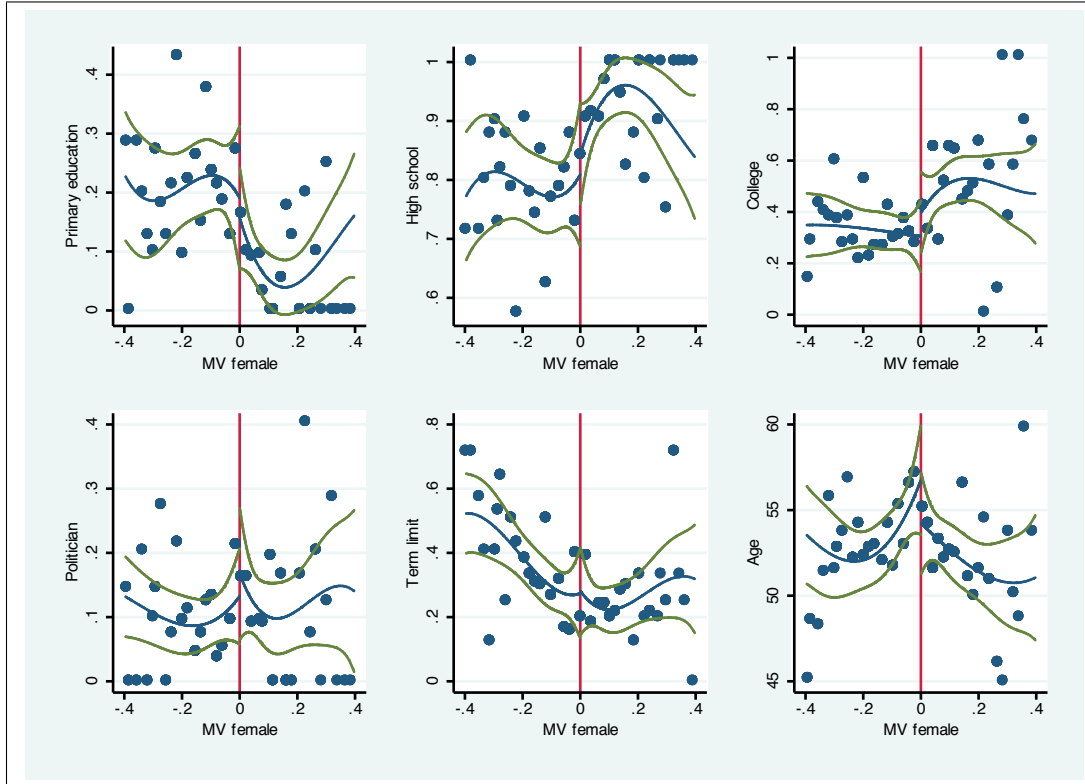 Primary education
.4
.3
.2
.1
0
-.4 -.2 0 .2 .4
MV female
High school
1
.9
.8
.7
.6
-.4 -.2 0 .2 .4
MV female
College
1
.8
.6
.4
.2
0
-.4 -.2 0 .2 .4
MV female
Politician
.4
.3
.2
.1
0
-.4 -.2 0 .2 .4
MV female
Term limit
.8
.6
.4
.2
0
-.4 -.2 0 .2 .4
MV female
Age
60
55
50
45
-.4 -.2 0 .2 .4
MV female